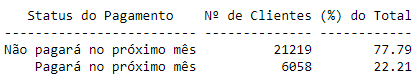 Status do Pagamento Nº de Clientes (%) do Total
-------------------------- -------------- -------------
Não pagará no próximo mês 21219 77.79
Pagará no próximo mês 6058 22.21